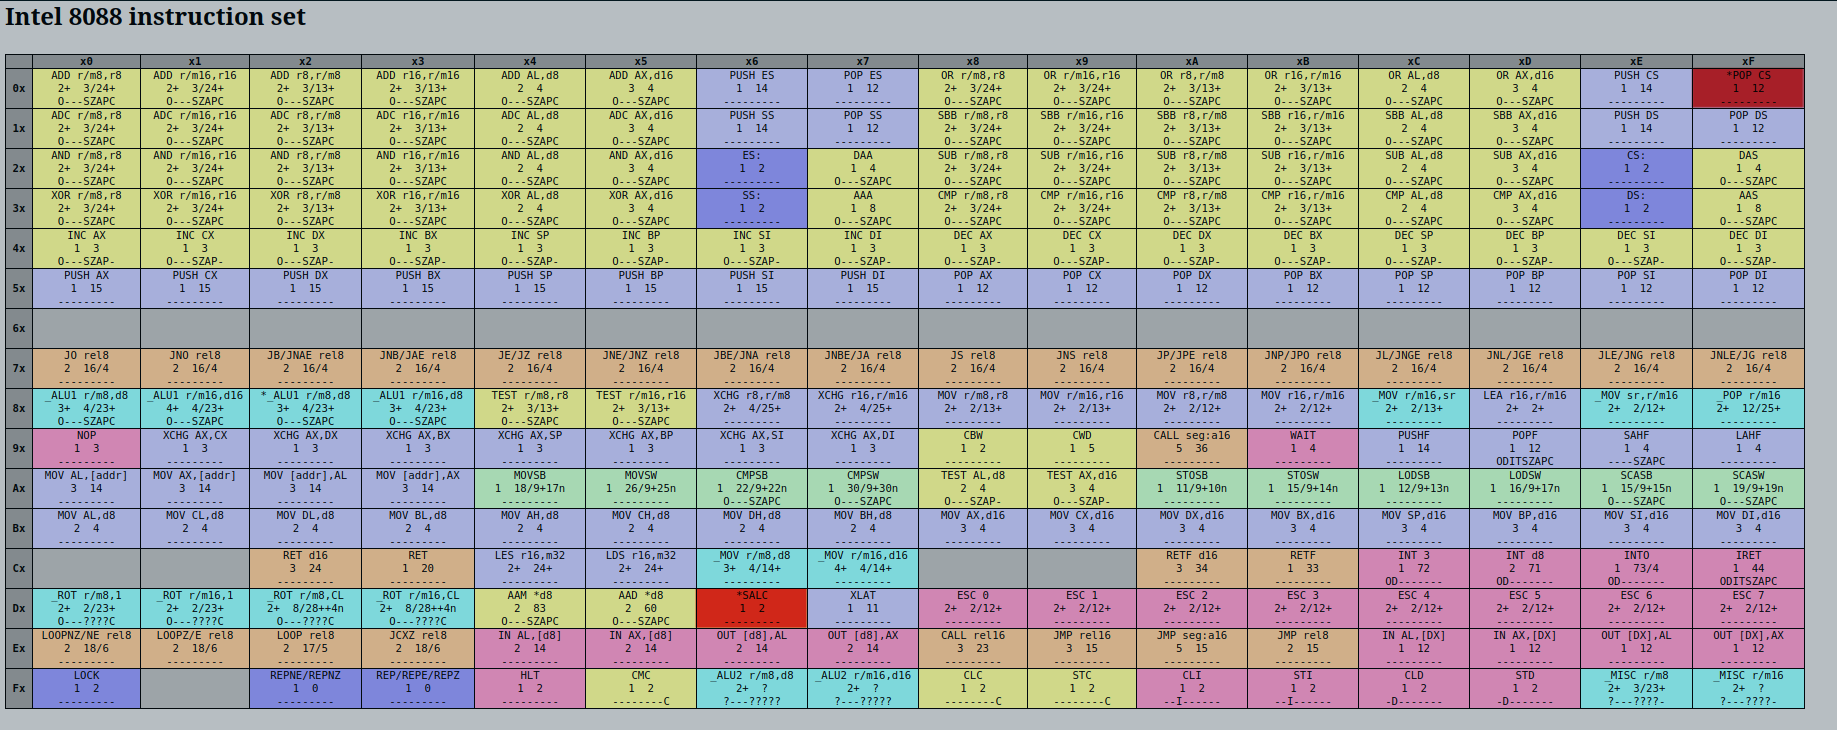 Intel 8088 instruction set
x0 x1 x2 x3 x4 x5 x6 x7 x8 x9 xA xB xC xD xE xF
ADD r/m8,r8 ADD r/m16,r16 ADD r8,r/m8 ADD r16,r/m16 ADD AL,d8 ADD AX,d16 PUSH ES POP ES OR r/m8,r8 OR r/m16,r16 OR r8,r/m8 OR r16,r/m16 OR AL,d8 OR AX,d16 PUSH CS *POP CS
0x 2+ 3/24+ 2+ 3/24+ 2+ 3/13+ 2+ 3/13+ 2 4 3 4 1 14 1 12 2+ 3/24+ 2+ 3/24+ 2+ 3/13+ 2+ 3/13+ 2 4 3 4 1 14 1 12
O---SZAPC O---SZAPC O---SZAPC O---SZAPC O---SZAPC O---SZAPC --------- --------- O---SZAPC O---SZAPC O---SZAPC O---SZAPC O---SZAPC O---SZAPC --------- ---------
ADC r/m8,r8 ADC r/m16,r16 ADC r8,r/m8 ADC r16,r/m16 ADC AL,d8 ADC AX,d16 PUSH SS POP SS SBB r/m8,r8 SBB r/m16,r16 SBB r8,r/m8 SBB r16,r/m16 SBB AL,d8 SBB AX,d16 PUSH DS POP DS
1x 2+ 3/24+ 2+ 3/24+ 2+ 3/13+ 2+ 3/13+ 2 4 3 4 1 14 1 12 2+ 3/24+ 2+ 3/24+ 2+ 3/13+ 2+ 3/13+ 2 4 3 4 1 14 1 12
O---SZAPC O---SZAPC O---SZAPC O---SZAPC O---SZAPC O---SZAPC --------- --------- O---SZAPC O---SZAPC O---SZAPC O---SZAPC O---SZAPC O---SZAPC --------- ---------
AND r/m8,r8 AND r/m16,r16 AND r8,r/m8 AND r16,r/m16 AND AL,d8 AND AX,d16 ES: DAA SUB r/m8,r8 SUB r/m16,r16 SUB r8,r/m8 SUB r16,r/m16 SUB AL,d8 SUB AX,d16 CS: DAS
2x 2+ 3/24+ 2+ 3/24+ 2+ 3/13+ 2+ 3/13+ 2 4 3 4 1 2 1 4 2+ 3/24+ 2+ 3/24+ 2+ 3/13+ 2+ 3/13+ 2 4 3 4 1 2 1 4
O---SZAPC O---SZAPC O---SZAPC O---SZAPC O---SZAPC O---SZAPC --------- O---SZAPC O---SZAPC O---SZAPC O---SZAPC O---SZAPC O---SZAPC O---SZAPC --------- O---SZAPC
XOR r/m8,r8 XOR r/m16,r16 XOR r8,r/m8 XOR r16,r/m16 XOR AL,d8 XOR AX,d16 SS: AAA CMP r/m8,r8 CMP r/m16,r16 CMP r8,r/m8 CMP r16,r/m16 CMP AL,d8 CMP AX,d16 DS: AAS
3x 2+ 3/24+ 2+ 3/24+ 2+ 3/13+ 2+ 3/13+ 2 4 3 4 1 2 1 8 2+ 3/24+ 2+ 3/24+ 2+ 3/13+ 2+ 3/13+ 2 4 3 4 1 2 1 8
O---SZAPC O---SZAPC O---SZAPC O---SZAPC O---SZAPC O---SZAPC --------- O---SZAPC O---SZAPC O---SZAPC O---SZAPC O---SZAPC O---SZAPC O---SZAPC --------- O---SZAPC
INC AX INC CX INC DX INC BX INC SP INC BP INC SI INC DI DEC AX DEC CX DEC DX DEC BX DEC SP DEC BP DEC SI DEC DI
4x 1 3 1 3 1 3 1 3 1 3 1 3 1 3 1 3 1 3 1 3 1 3 1 3 1 3 1 3 1 3 1 3
O---SZAP- O---SZAP- O---SZAP- O---SZAP- O---SZAP- O---SZAP- O---SZAP- O---SZAP- O---SZAP- O---SZAP- O---SZAP- O---SZAP- O---SZAP- O---SZAP- O---SZAP- O---SZAP-
PUSH AX PUSH CX PUSH DX PUSH BX PUSH SP PUSH BP PUSH SI PUSH DI POP AX POP CX POP DX POP BX POP SP POP BP POP SI POP DI
5x 1 15 1 15 1 15 1 15 1 15 1 15 1 15 1 15 1 12 1 12 1 12 1 12 1 12 1 12 1 12 1 12
--------- --------- --------- --------- --------- --------- --------- --------- --------- --------- --------- --------- --------- --------- --------- ---------
6x
JO rel8 JNO rel8 JB/JNAE rel8 JNB/JAE rel8 JE/JZ rel8 JNE/JNZ rel8 JBE/JNA rel8 JNBE/JA rel8 JS rel8 JNS rel8 JP/JPE rel8 JNP/JPO rel8 JL/JNGE rel8 JNL/JGE rel8 JLE/JNG rel8 JNLE/JG rel8
7x 2 16/4 2 16/4 2 16/4 2 16/4 2 16/4 2 16/4 2 16/4 2 16/4 2 16/4 2 16/4 2 16/4 2 16/4 2 16/4 2 16/4 2 16/4 2 16/4
--------- --------- --------- --------- --------- --------- --------- --------- --------- --------- --------- --------- --------- --------- --------- ---------
_ALU1 r/m8,d8 _ALU1 r/m16,d16 *_ALU1 r/m8,d8 _ALU1 r/m16,d8 TEST r/m8,r8 TEST r/m16,r16 XCHG r8,r/m8 XCHG r16,r/m16 MOV r/m8,r8 MOV r/m16,r16 MOV r8,r/m8 MOV r16,r/m16 _MOV r/m16,sr LEA r16,r/m16 _MOV sr,r/m16 _POP r/m16
8x 3+ 4/23+ 4+ 4/23+ 3+ 4/23+ 3+ 4/23+ 2+ 3/13+ 2+ 3/13+ 2+ 4/25+ 2+ 4/25+ 2+ 2/13+ 2+ 2/13+ 2+ 2/12+ 2+ 2/12+ 2+ 2/13+ 2+ 2+ 2+ 2/12+ 2+ 12/25+
O---SZAPC O---SZAPC O---SZAPC O---SZAPC O---SZAPC O---SZAPC --------- --------- --------- --------- --------- --------- --------- --------- --------- ---------
NOP XCHG AX,CX XCHG AX,DX XCHG AX,BX XCHG AX,SP XCHG AX,BP XCHG AX,SI XCHG AX,DI CBW CWD CALL seg:a16 WAIT PUSHF POPF SAHF LAHF
9x 1 3 1 3 1 3 1 3 1 3 1 3 1 3 1 3 1 2 1 5 5 36 1 4 1 14 1 12 1 4 1 4
--------- --------- --------- --------- --------- --------- --------- --------- --------- --------- --------- --------- --------- ODITSZAPC ----SZAPC ---------
MOV AL,[addr] MOV AX,[addr] MOV [addr],AL MOV [addr],AX MOVSB MOVSW CMPSB CMPSW TEST AL,d8 TEST AX,d16 STOSB STOSW LODSB LODSW SCASB SCASW
Ax 3 14 3 14 3 14 3 14 1 18/9+17n 1 26/9+25n 1 22/9+22n 1 30/9+30n 2 4 3 4 1 11/9+10n 1 15/9+14n 1 12/9+13n 1 16/9+17n 1 15/9+15n 1 19/9+19n
--------- --------- --------- --------- --------- --------- O---SZAPC O---SZAPC O---SZAP- O---SZAP- --------- --------- --------- --------- O---SZAPC O---SZAPC
MOV AL,d8 MOV CL,d8 MOV DL,d8 MOV BL,d8 MOV AH,d8 MOV CH,d8 MOV DH,d8 MOV BH,d8 MOV AX,d16 MOV CX,d16 MOV DX,d16 MOV BX,d16 MOV SP,d16 MOV BP,d16 MOV SI,d16 MOV DI,d16
Bx 2 4 2 4 2 4 2 4 2 4 2 4 2 4 2 4 3 4 3 4 3 4 3 4 3 4 3 4 3 4 3 4
--------- --------- --------- --------- --------- --------- --------- --------- --------- --------- --------- --------- --------- --------- --------- ---------
RET d16 RET LES r16,m32 LDS r16,m32 _MOV r/m8,d8 _MOV r/m16,d16 RETF d16 RETF INT 3 INT d8 INTO IRET
Cx 3 24 1 20 2+ 24+ 2+ 24+ 3+ 4/14+ 4+ 4/14+ 3 34 1 33 1 72 2 71 1 73/4 1 44
--------- --------- --------- --------- --------- --------- --------- --------- OD------- OD------- OD------- ODITSZAPC
_ROT r/m8,1 _ROT r/m16,1 _ROT r/m8,CL _ROT r/m16,CL AAM *d8 AAD *d8 *SALC XLAT ESC 0 ESC 1 ESC 2 ESC 3 ESC 4 ESC 5 ESC 6 ESC 7
Dx 2+ 2/23+ 2+ 2/23+ 2+ 8/28++4n 2+ 8/28++4n 2 83 2 60 1 2 1 11 2+ 2/12+ 2+ 2/12+ 2+ 2/12+ 2+ 2/12+ 2+ 2/12+ 2+ 2/12+ 2+ 2/12+ 2+ 2/12+
O---????C O---????C O---????C O---????C O---SZAPC O---SZAPC --------- --------- --------- --------- --------- --------- --------- --------- --------- ---------
LOOPNZ/NE rel8 LOOPZ/E rel8 LOOP rel8 JCXZ rel8 IN AL,[d8] IN AX,[d8] OUT [d8],AL OUT [d8],AX CALL rel16 JMP rel16 JMP seg:a16 JMP rel8 IN AL,[DX] IN AX,[DX] OUT [DX],AL OUT [DX],AX
Ex 2 18/6 2 18/6 2 17/5 2 18/6 2 14 2 14 2 14 2 14 3 23 3 15 5 15 2 15 1 12 1 12 1 12 1 12
--------- --------- --------- --------- --------- --------- --------- --------- --------- --------- --------- --------- --------- --------- --------- ---------
LOCK REPNE/REPNZ REP/REPE/REPZ HLT CMC _ALU2 r/m8,d8 _ALU2 r/m16,d16 CLC STC CLI STI CLD STD _MISC r/m8 _MISC r/m16
Fx 1 2 1 0 1 0 1 2 1 2 2+ ? 2+ ? 1 2 1 2 1 2 1 2 1 2 1 2 2+ 3/23+ 2+ ?
--------- --------- --------- --------- --------C ?---????? ?---????? --------C --------C --I------ --I------ -D------- -D------- ?---????- ?---????-